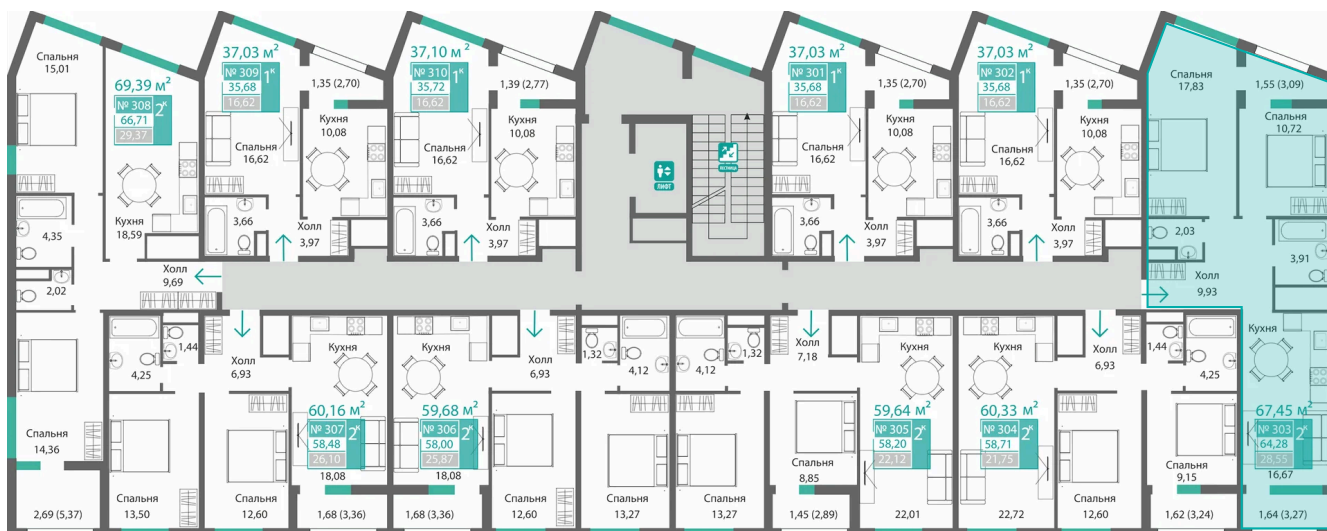 Спальня
15,01
69,39 м²
№ 308
2ᵏ
66,71
29,37
Кухня
18,59
4,35
2,02
Холл
9,69
Спальня
14,36
2,69 (5,37)
37,03 м²
№ 309
1ᵏ
35,68
16,62
1,35 (2,70)
Кухня
10,08
Спальня
16,62
3,66
Холл
3,97
37,10 м²
№ 310
1ᵏ
35,72
16,62
1,39 (2,77)
Кухня
10,08
Спальня
16,62
3,66
Холл
3,97
ЛИФТ
ЛЕСТНИЦА
37,03 м²
№ 301
1ᵏ
35,68
16,62
1,35 (2,70)
Кухня
10,08
Спальня
16,62
3,66
Холл
3,97
37,03 м²
№ 302
1ᵏ
35,68
16,62
1,35 (2,70)
Кухня
10,08
Спальня
16,62
3,66
Холл
3,97
Спальня
17,83
1,55 (3,09)
Спальня
10,72
2,03
3,91
Холл
9,93
Кухня
67,45 м²
№ 303
2ᵏ
64,28
28,55
16,67
1,64 (3,27)
1,44
4,25
Холл
6,93
Кухня
60,16 м²
№ 307
2ᵏ
58,48
26,10
18,08
Спальня
13,50
12,60
1,68 (3,36)
Кухня
Холл
6,93
1,32
4,12
59,68 м²
№ 306
2ᵏ
58,00
25,87
18,08
1,68 (3,36)
Спальня
12,60
13,27
4,12
1,32
Холл
7,18
Кухня
59,64 м²
№ 305
2ᵏ
58,20
22,12
Спальня
8,85
13,27
1,45 (2,89)
22,01
Кухня
Холл
6,93
1,44
4,25
60,33 м²
№ 304
2ᵏ
58,71
21,75
Спальня
9,15
22,72
12,60
1,62 (3,24)